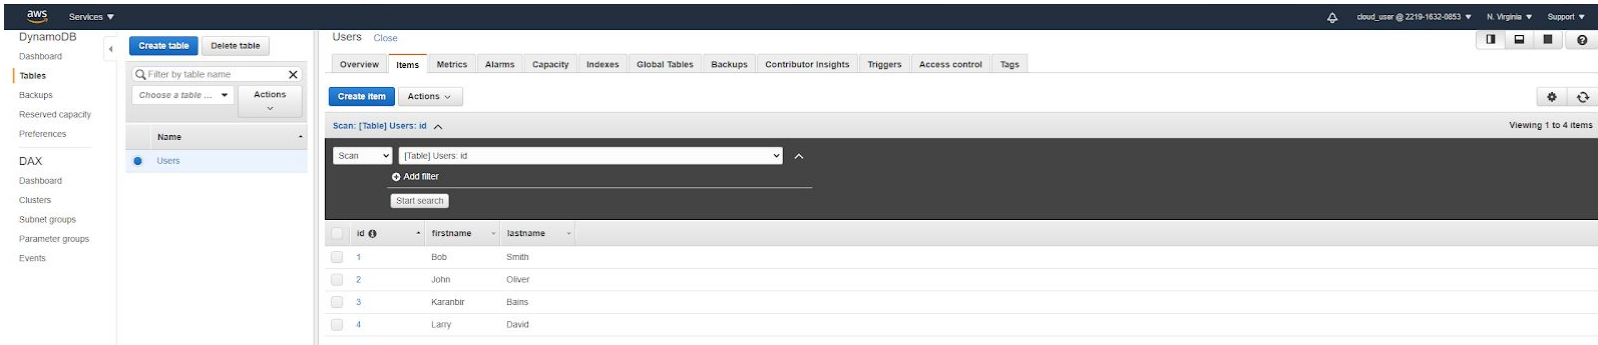 aws Services cloud_user @ 2219-1632-0853 N. Virginia Support
DynamoDB
Dashboard
Tables
Backups
Reserved capacity
Preferences
DAX
Dashboard
Clusters
Subnet groups
Parameter groups
Events
Create table Delete table
Filter by table name
Choose a table ... Actions
Name
Users
Users Close
Overview Items Metrics Alarms Capacity Indexes Global Tables Backups Contributor Insights Triggers Access control Tags
Create item Actions
Scan: [Table] Users: id Viewing 1 to 4 items
Scan [Table] Users: id
Add filter
Start search
id firstname lastname
1 Bob Smith
2 John Oliver
3 Karanbir Bains
4 Larry David